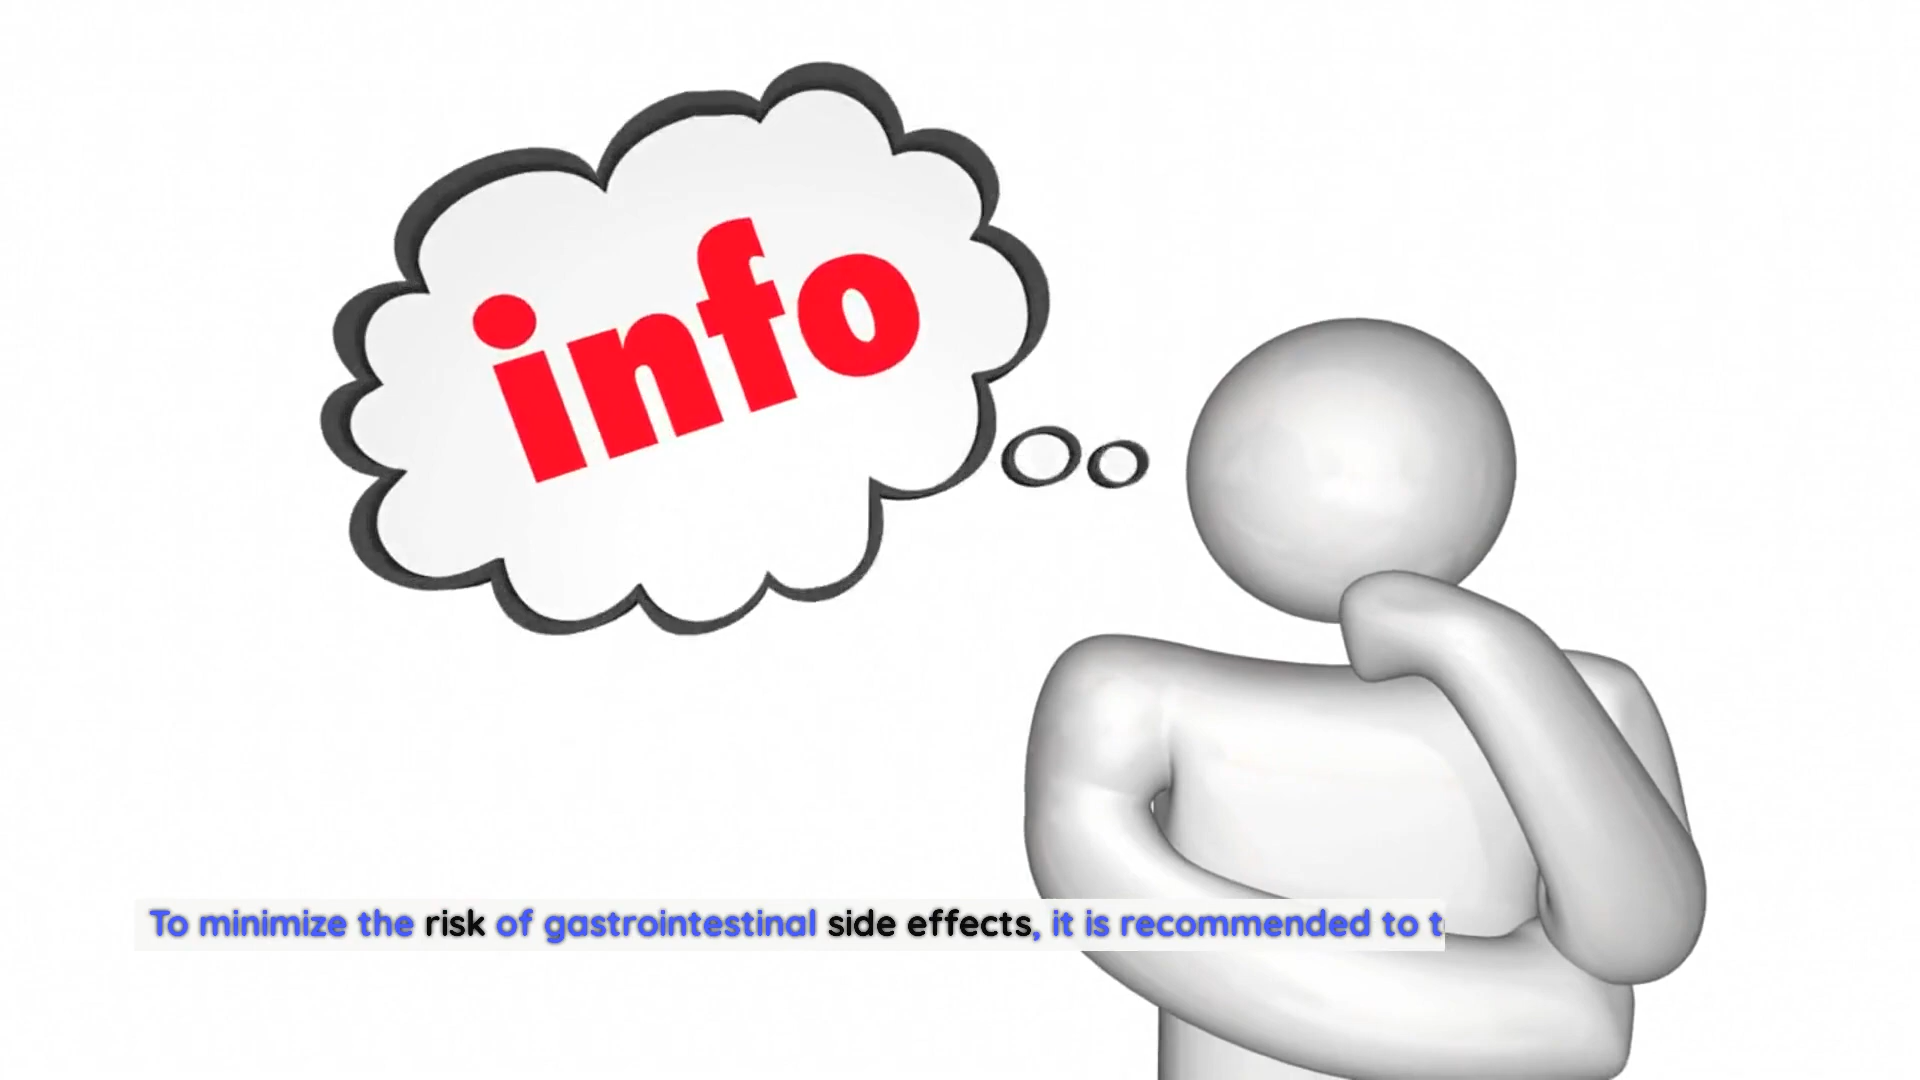 info
To minimize the risk of gastrointestinal side effects, it is recommended to t